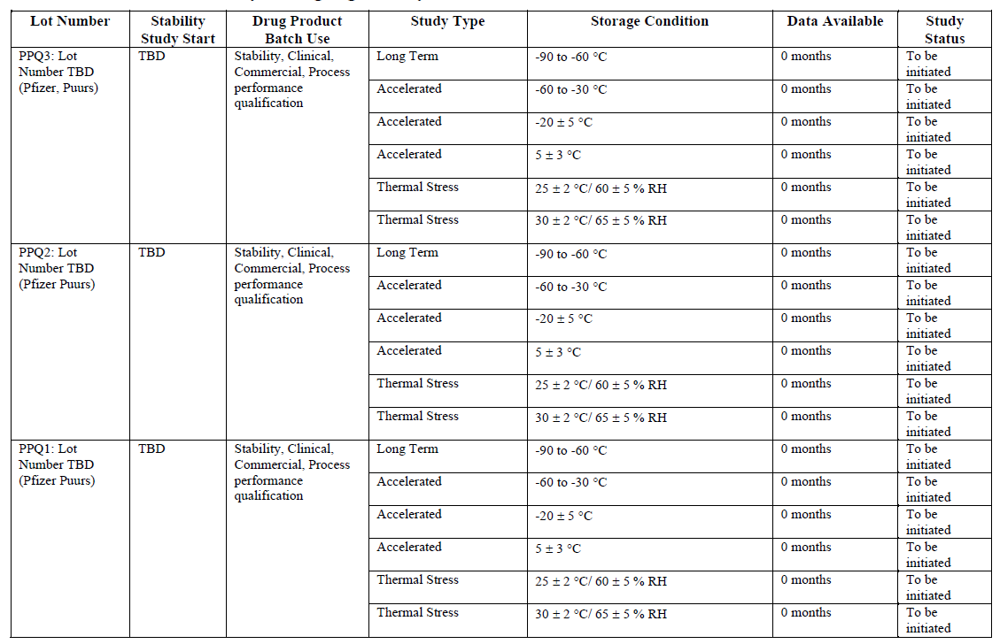 Lot Number Stability Study Start Drug Product Batch Use Study Type Storage Condition Data Available Study Status
PPQ3: Lot Number TBD (Pfizer, Puurs) TBD Stability, Clinical, Commercial, Process performance qualification Long Term -90 to -60 °C 0 months To be initiated
Accelerated -60 to -30 °C 0 months To be initiated
Accelerated -20 ± 5 °C 0 months To be initiated
Accelerated 5 ± 3 °C 0 months To be initiated
Thermal Stress 25 ± 2 °C/ 60 ± 5 % RH 0 months To be initiated
Thermal Stress 30 ± 2 °C/ 65 ± 5 % RH 0 months To be initiated
PPQ2: Lot Number TBD (Pfizer Puurs) TBD Stability, Clinical, Commercial, Process performance qualification Long Term -90 to -60 °C 0 months To be initiated
Accelerated -60 to -30 °C 0 months To be initiated
Accelerated -20 ± 5 °C 0 months To be initiated
Accelerated 5 ± 3 °C 0 months To be initiated
Thermal Stress 25 ± 2 °C/ 60 ± 5 % RH 0 months To be initiated
Thermal Stress 30 ± 2 °C/ 65 ± 5 % RH 0 months To be initiated
PPQ1: Lot Number TBD (Pfizer Puurs) TBD Stability, Clinical, Commercial, Process performance qualification Long Term -90 to -60 °C 0 months To be initiated
Accelerated -60 to -30 °C 0 months To be initiated
Accelerated -20 ± 5 °C 0 months To be initiated
Accelerated 5 ± 3 °C 0 months To be initiated
Thermal Stress 25 ± 2 °C/ 60 ± 5 % RH 0 months To be initiated
Thermal Stress 30 ± 2 °C/ 65 ± 5 % RH 0 months To be initiated